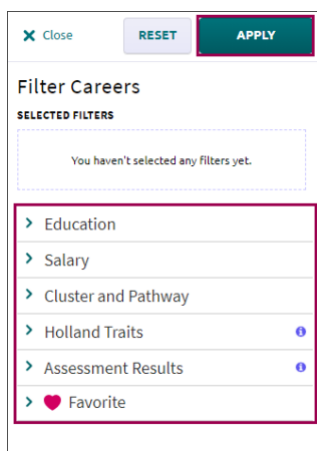 Close
RESET
APPLY
Filter Careers
SELECTED FILTERS
You haven't selected any filters yet.
Education
Salary
Cluster and Pathway
Holland Traits
Assessment Results
Favorite